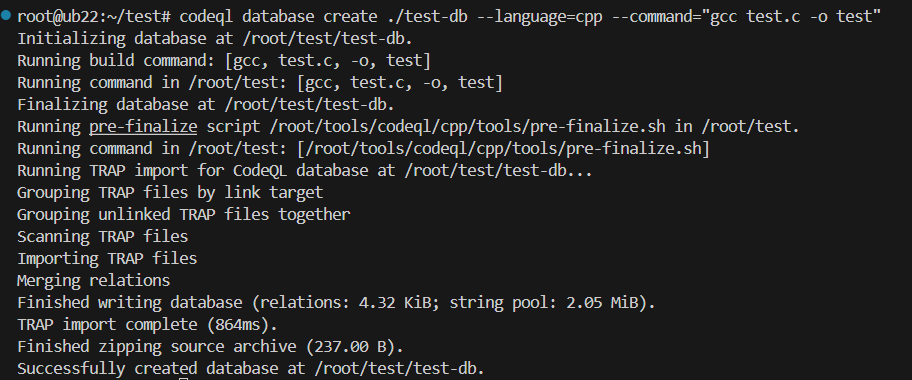 root@ub22:~/test# codeql database create ./test-db --language=cpp --command="gcc test.c -o test"
Initializing database at /root/test/test-db.
Running build command: [gcc, test.c, -o, test]
Running command in /root/test: [gcc, test.c, -o, test]
Finalizing database at /root/test/test-db.
Running pre-finalize script /root/tools/codeql/cpp/tools/pre-finalize.sh in /root/test.
Running command in /root/test: [/root/tools/codeql/cpp/tools/pre-finalize.sh]
Running TRAP import for CodeQL database at /root/test/test-db...
Grouping TRAP files by link target
Grouping unlinked TRAP files together
Scanning TRAP files
Importing TRAP files
Merging relations
Finished writing database (relations: 4.32 KiB; string pool: 2.05 MiB).
TRAP import complete (864ms).
Finished zipping source archive (237.00 B).
Successfully created database at /root/test/test-db.